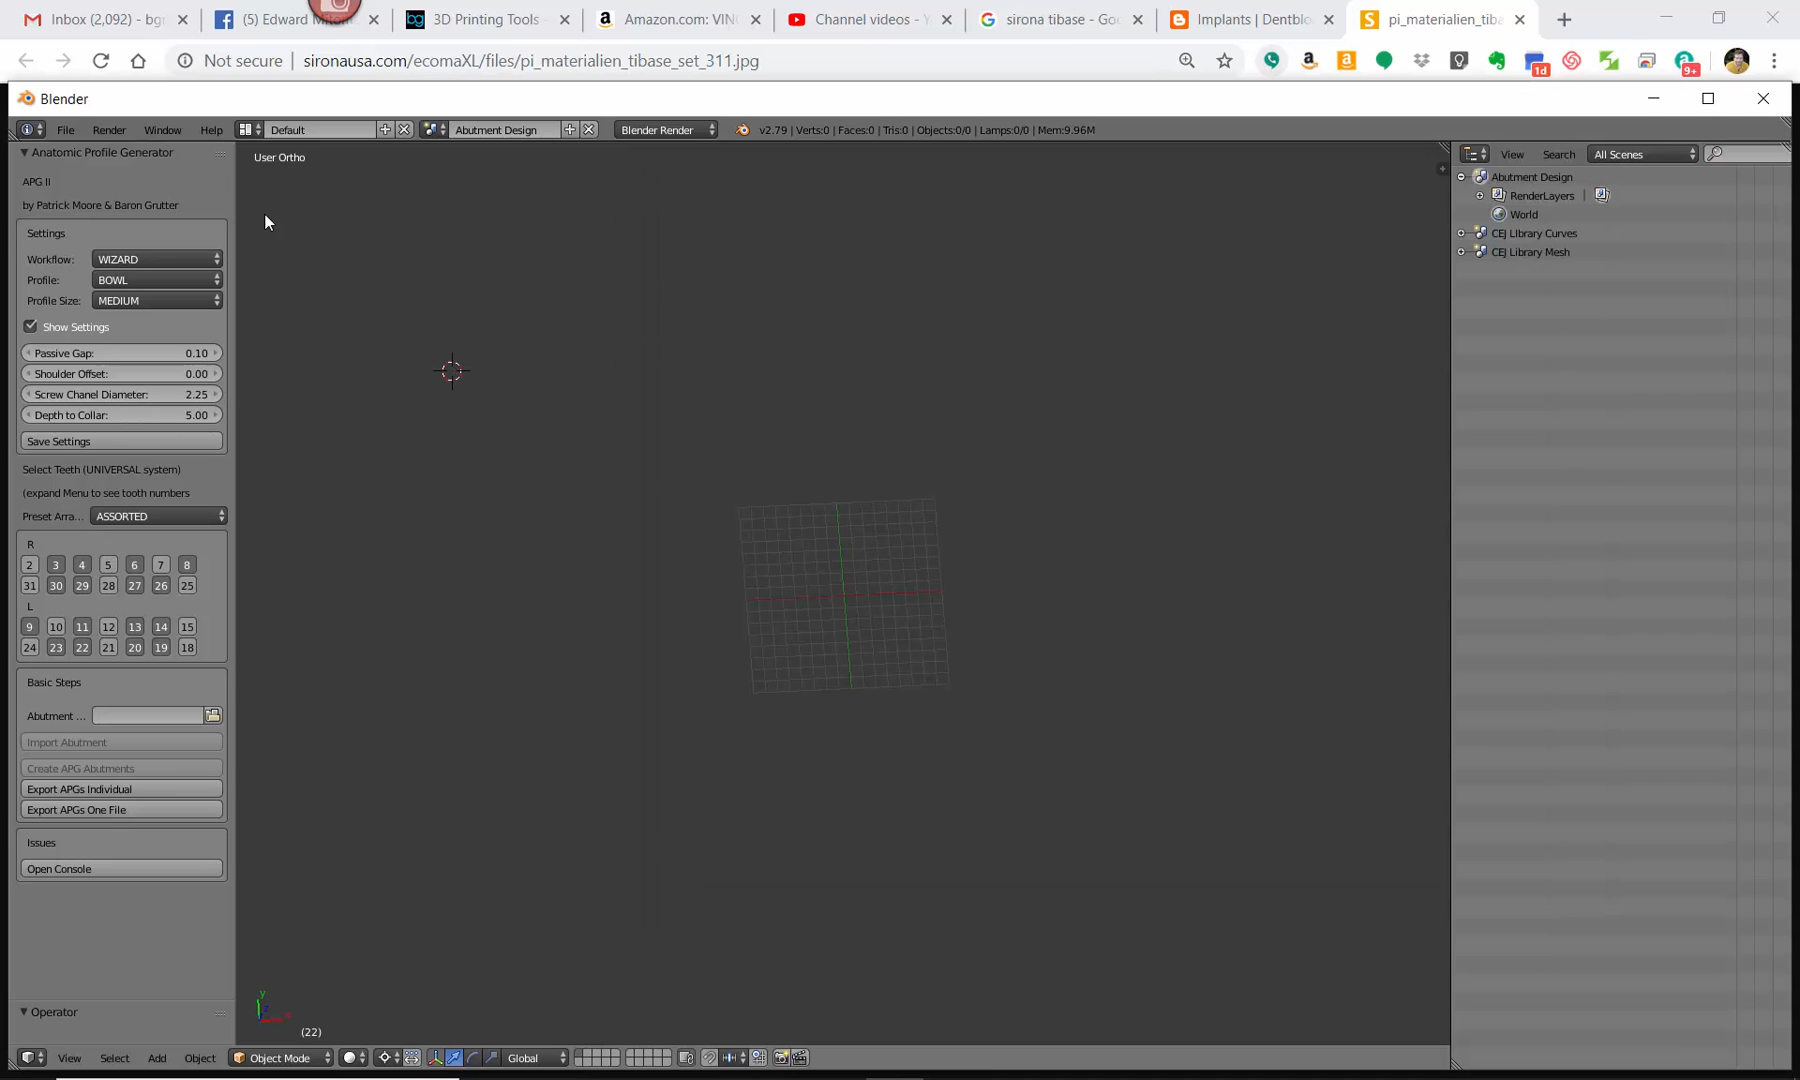 Inbox (2,092) - bgr
(5) Edward Mitch
3D Printing Tools -
Amazon.com: VIN
Channel videos - Y
sirona tibase - Goo
Implants | Dentblo
pi_materialien_tiba
Not secure | sironausa.com/ecomaXL/files/pi_materialien_tibase_set_311.jpg
1d
9+
Blender
File Render Window Help Default Abutment Design Blender Render v2.79 | Verts:0 | Faces:0 | Tris:0 | Objects:0/0 | Lamps:0/0 | Mem:9.96M
Anatomic Profile Generator
APG II
by Patrick Moore & Baron Grutter
Settings
Workflow: WIZARD
Profile: BOWL
Profile Size: MEDIUM
Show Settings
Passive Gap: 0.10
Shoulder Offset: 0.00
Screw Chanel Diameter: 2.25
Depth to Collar: 5.00
Save Settings
Select Teeth (UNIVERSAL system)
(expand Menu to see tooth numbers
Preset Arra... ASSORTED
R
2 3 4 5 6 7 8
31 30 29 28 27 26 25
L
9 10 11 12 13 14 15
24 23 22 21 20 19 18
Basic Steps
Abutment ...
Import Abutment
Create APG Abutments
Export APGs Individual
Export APGs One File
Issues
Open Console
Operator
User Ortho
y
(22)
View Select Add Object Object Mode Global
View Search All Scenes
Abutment Design
RenderLayers |
World
CEJ LIbrary Curves
CEJ Library Mesh